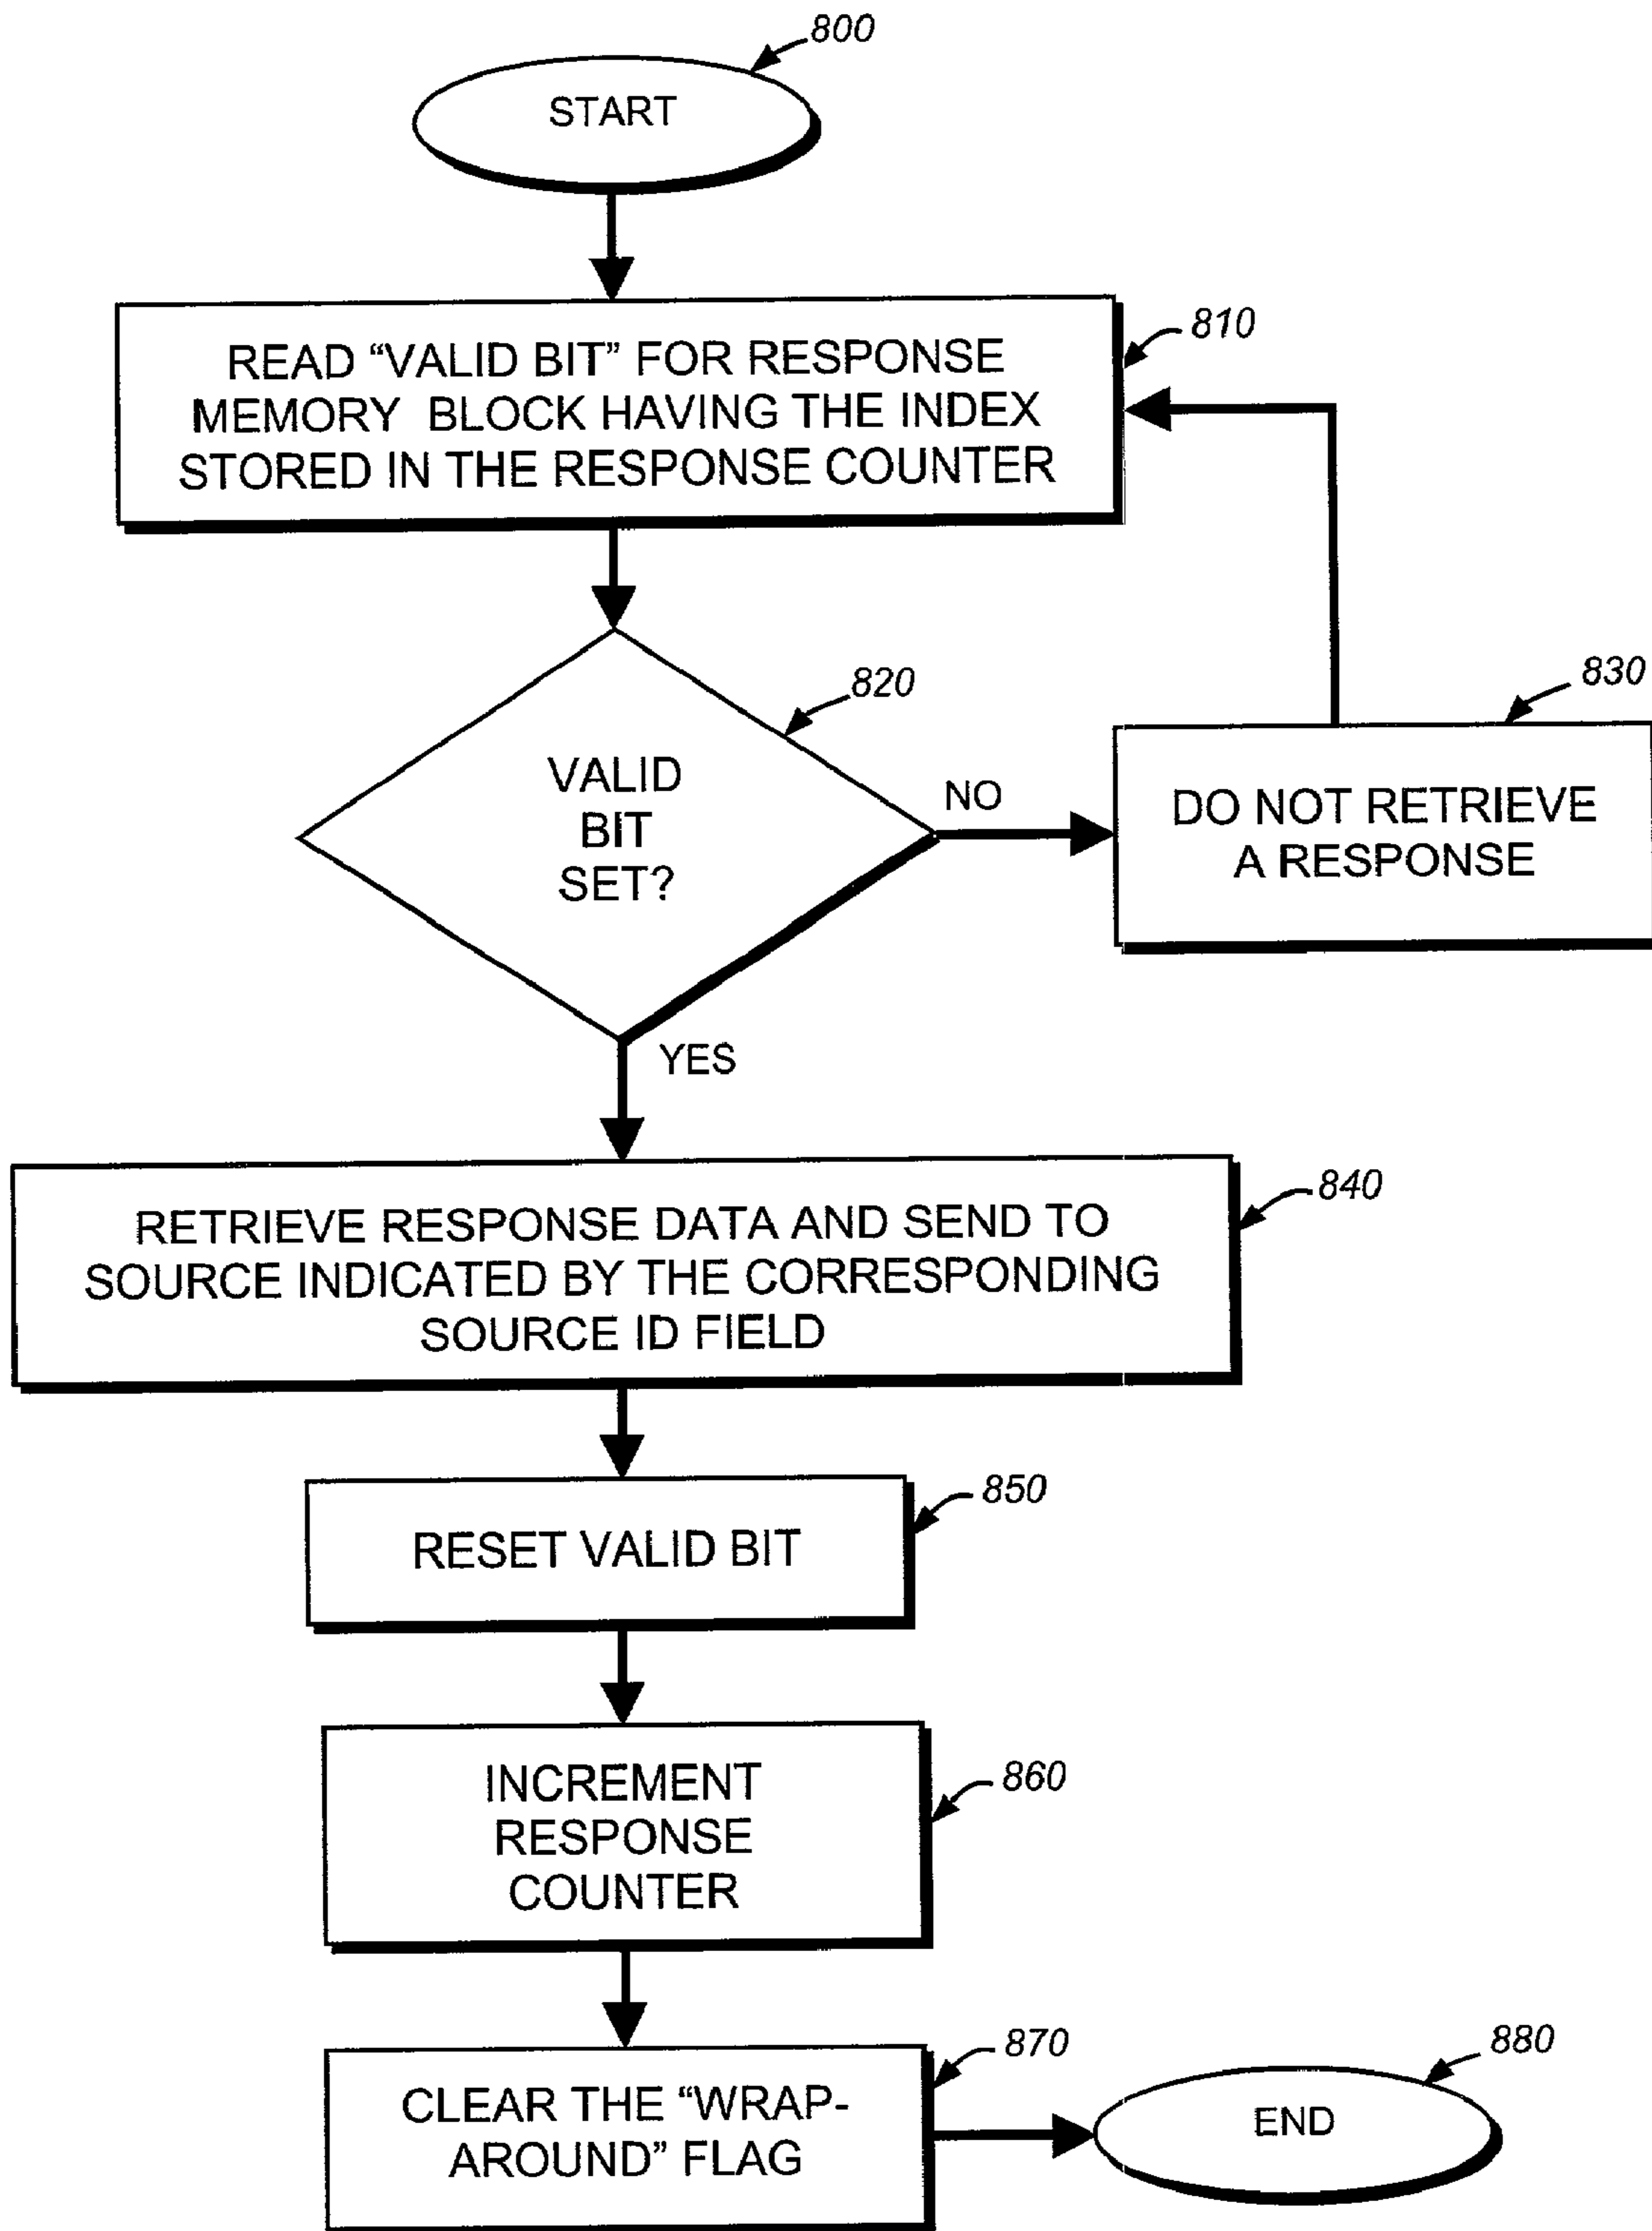 800
START
810
READ “VALID BIT” FOR RESPONSE
MEMORY BLOCK HAVING THE INDEX
STORED IN THE RESPONSE COUNTER
820
VALID
BIT
SET?
NO
830
DO NOT RETRIEVE
A RESPONSE
YES
840
RETRIEVE RESPONSE DATA AND SEND TO
SOURCE INDICATED BY THE CORRESPONDING
SOURCE ID FIELD
850
RESET VALID BIT
860
INCREMENT
RESPONSE
COUNTER
870
CLEAR THE “WRAP-
AROUND” FLAG
880
END